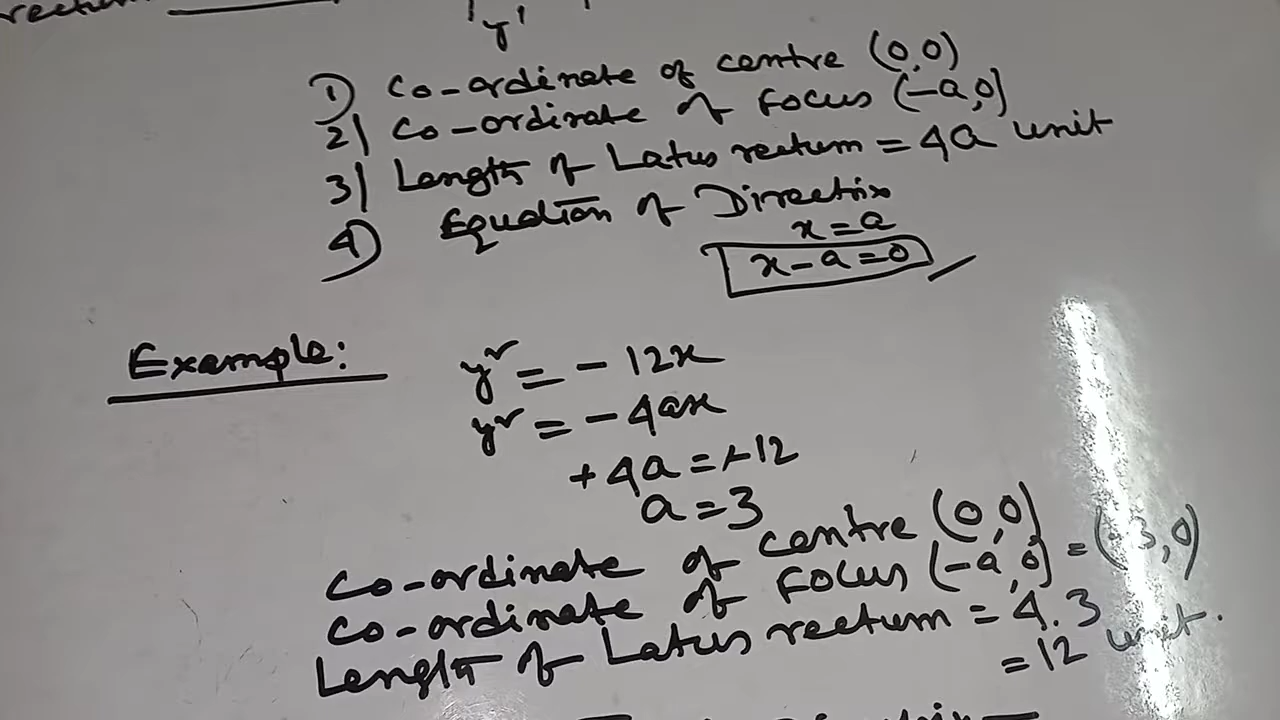 y'
1) Co-ordinate of centre (0,0)
2) Co-ordinate of Focus (-a,0)
3) Length of Latus rectum = 4a unit
4) Equation of Directrix
x = a
x - a = 0
Example:
y² = - 12x
y² = - 4ax
+ 4a = +12
a = 3
Co-ordinate of centre (0,0)
Co-ordinate of Focus (-a,0) = (-3,0)
Length of Latus rectum = 4.3
= 12 unit.